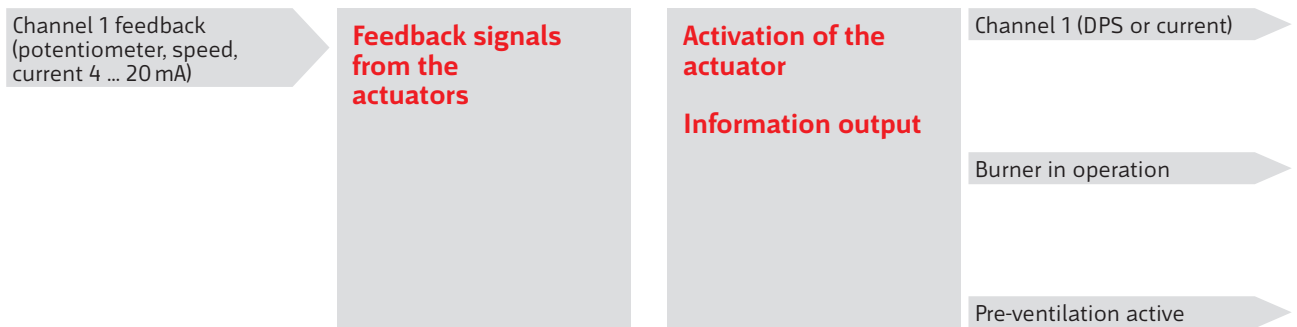 Channel 1 feedback
(potentiometer, speed,
current 4 ... 20 mA)
Feedback signals
from the
actuators
Activation of the
actuator
Information output
Channel 1 (DPS or current)
Burner in operation
Pre-ventilation active